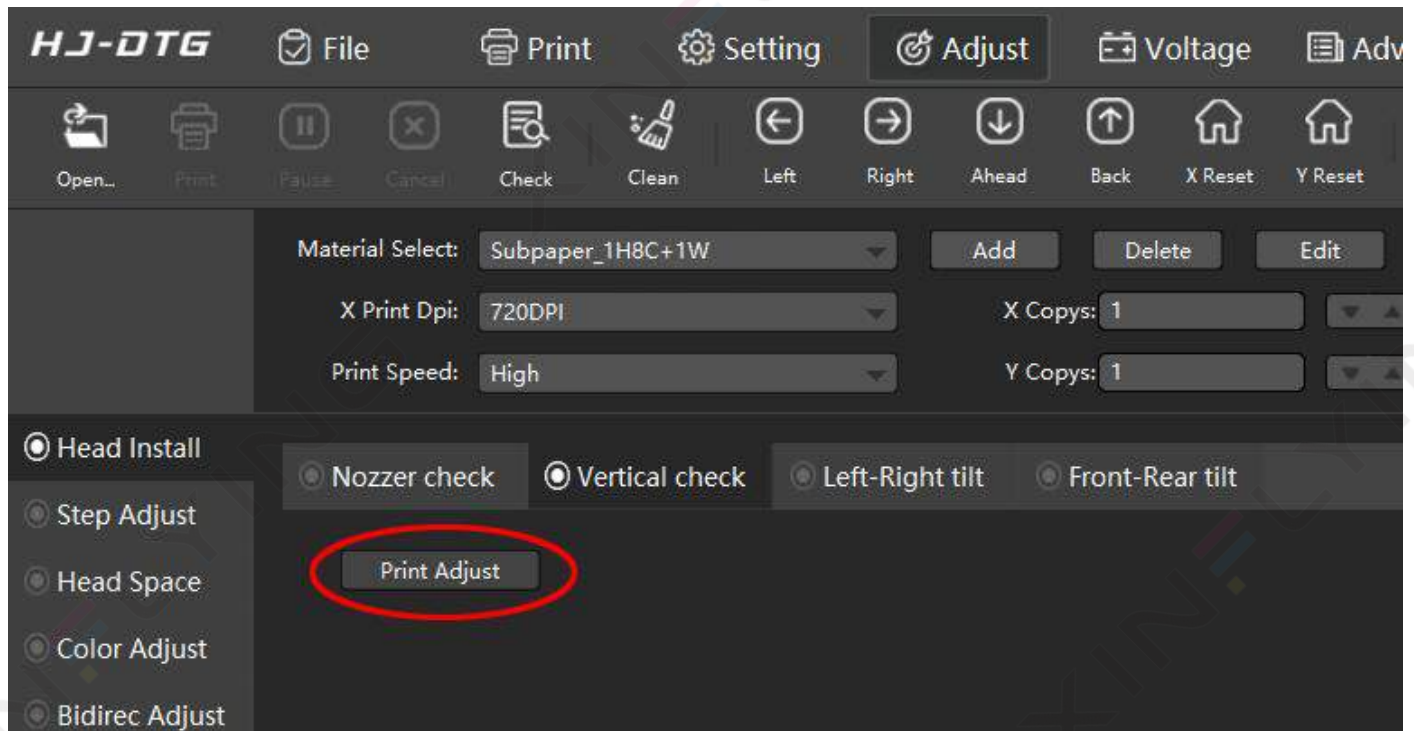 HJ-DTG File Print Setting Adjust Voltage Adv
Open... Print Pause Cancel Check Clean Left Right Ahead Back X Reset Y Reset
Material Select: Subpaper_1H8C+1W Add Delete Edit
X Print Dpi: 720DPI X Copys: 1
Print Speed: High Y Copys: 1
Head Install
Nozzer check Vertical check Left-Right tilt Front-Rear tilt
Step Adjust
Print Adjust
Head Space
Color Adjust
Bidirec Adjust